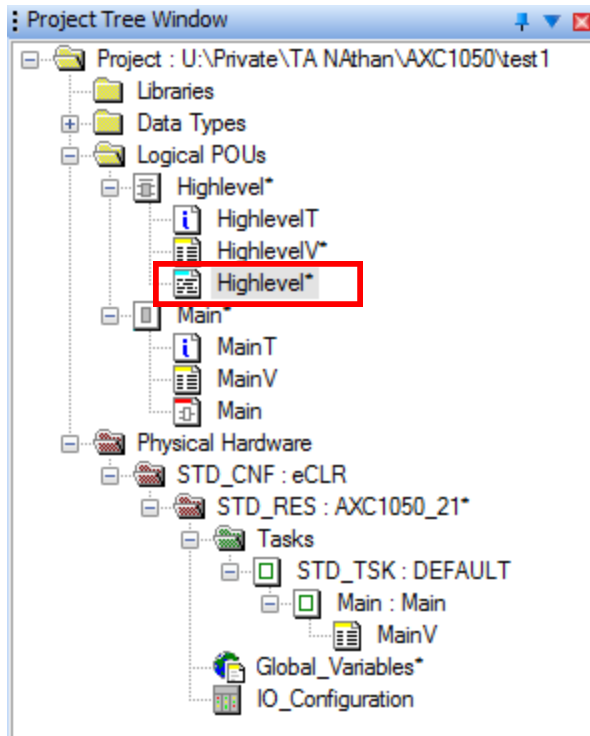 Project Tree Window
Project : U:\Private\TA NAthan\AXC1050\test1
Libraries
Data Types
Logical POUs
Highlevel*
HighlevelT
HighlevelV*
Highlevel*
Main*
MainT
MainV
Main
Physical Hardware
STD_CNF : eCLR
STD_RES : AXC1050_21*
Tasks
STD_TSK : DEFAULT
Main : Main
MainV
Global_Variables*
IO_Configuration